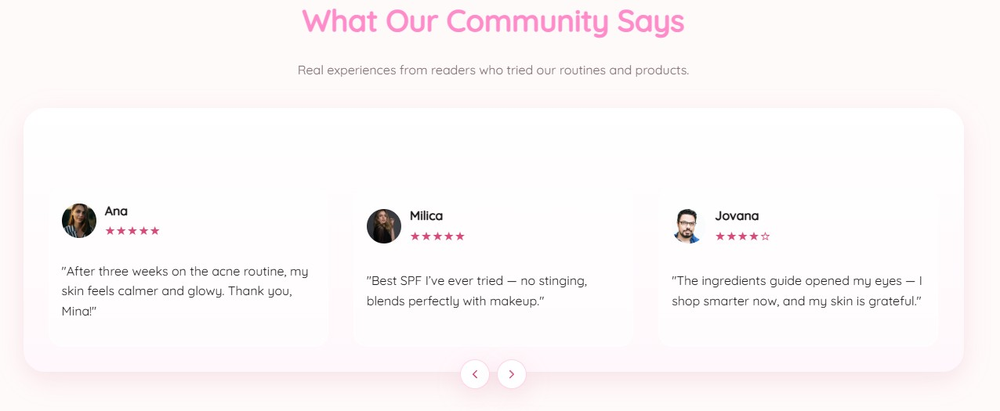 What Our Community Says
Real experiences from readers who tried our routines and products.
Ana
★★★★★
"After three weeks on the acne routine, my
skin feels calmer and glowy. Thank you,
Mina!"
Milica
★★★★★
"Best SPF I've ever tried — no stinging,
blends perfectly with makeup."
Jovana
★★★★☆
"The ingredients guide opened my eyes — I
shop smarter now, and my skin is grateful."